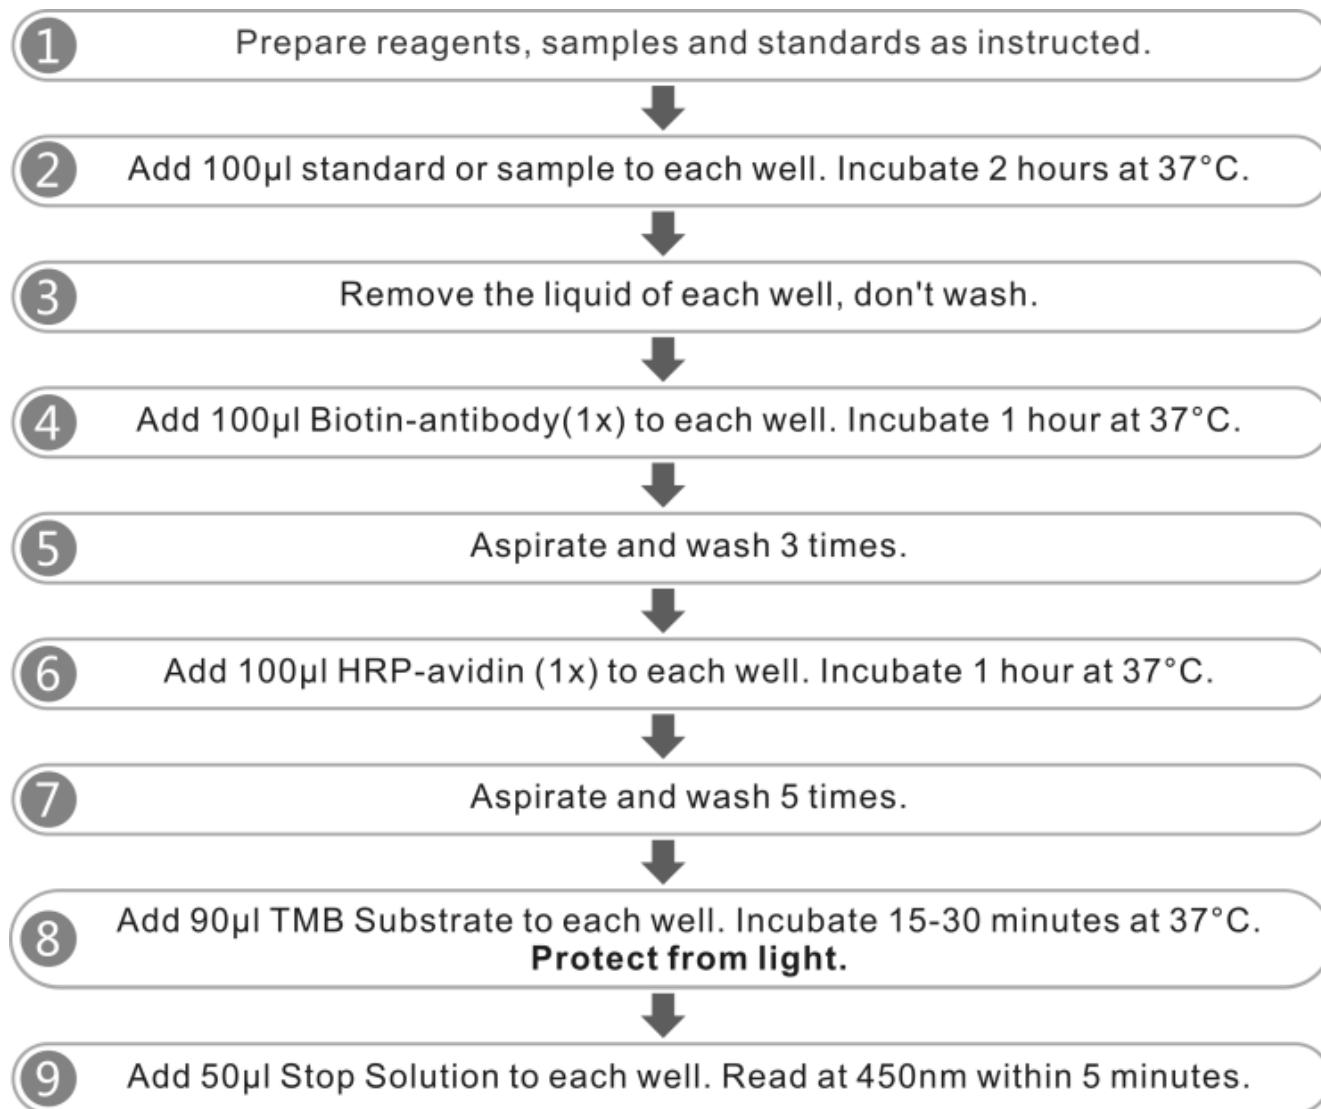 1 Prepare reagents, samples and standards as instructed.
2 Add 100µl standard or sample to each well. Incubate 2 hours at 37°C.
3 Remove the liquid of each well, don't wash.
4 Add 100µl Biotin-antibody(1x) to each well. Incubate 1 hour at 37°C.
5 Aspirate and wash 3 times.
6 Add 100µl HRP-avidin (1x) to each well. Incubate 1 hour at 37°C.
7 Aspirate and wash 5 times.
8 Add 90µl TMB Substrate to each well. Incubate 15-30 minutes at 37°C.
Protect from light.
9 Add 50µl Stop Solution to each well. Read at 450nm within 5 minutes.